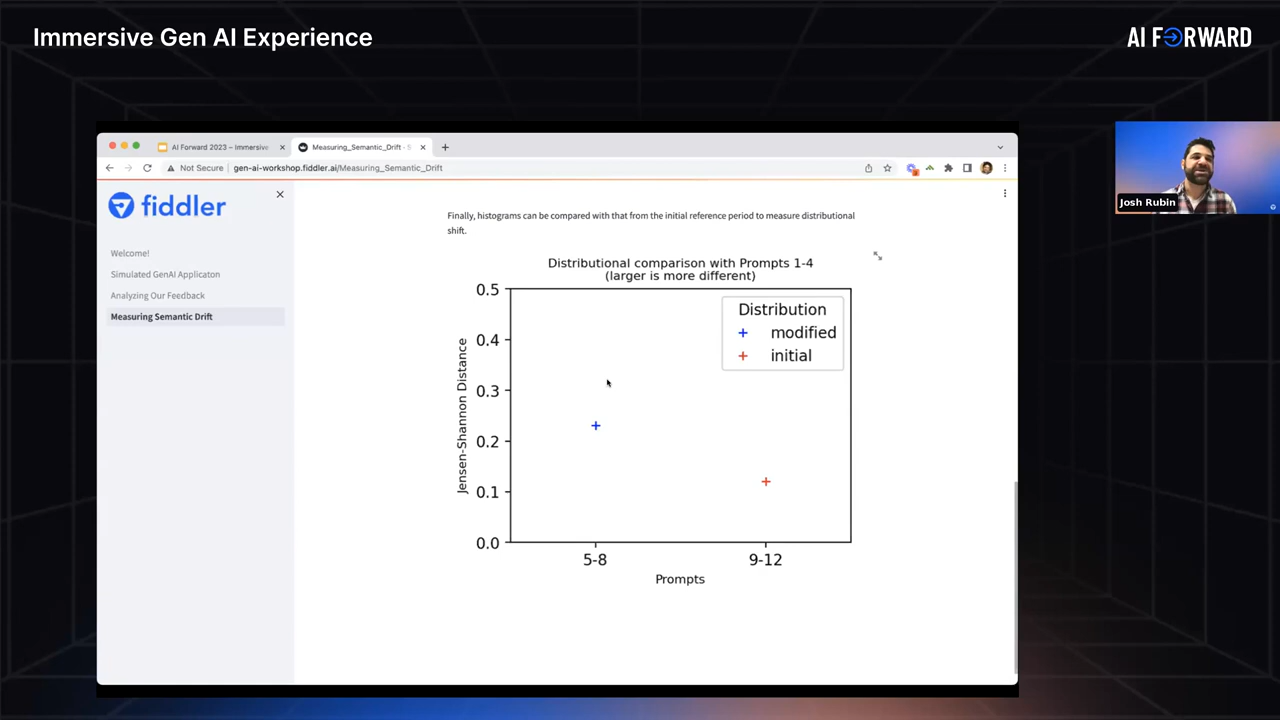 Immersive Gen AI Experience
AI FORWARD
AI Forward 2023 – Immersive
Measuring_Semantic_Drift · S
Not Secure
gen-ai-workshop.fiddler.ai/Measuring_Semantic_Drift
Josh Rubin
fiddler
Welcome!
Simulated GenAI Applicaton
Analyzing Our Feedback
Measuring Semantic Drift
Finally, histograms can be compared with that from the initial reference period to measure distributional
shift.
Distributional comparison with Prompts 1-4
(larger is more different)
Distribution
modified
initial
Jensen-Shannon Distance
0.5
0.4
0.3
0.2
0.1
0.0
5-8
9-12
Prompts